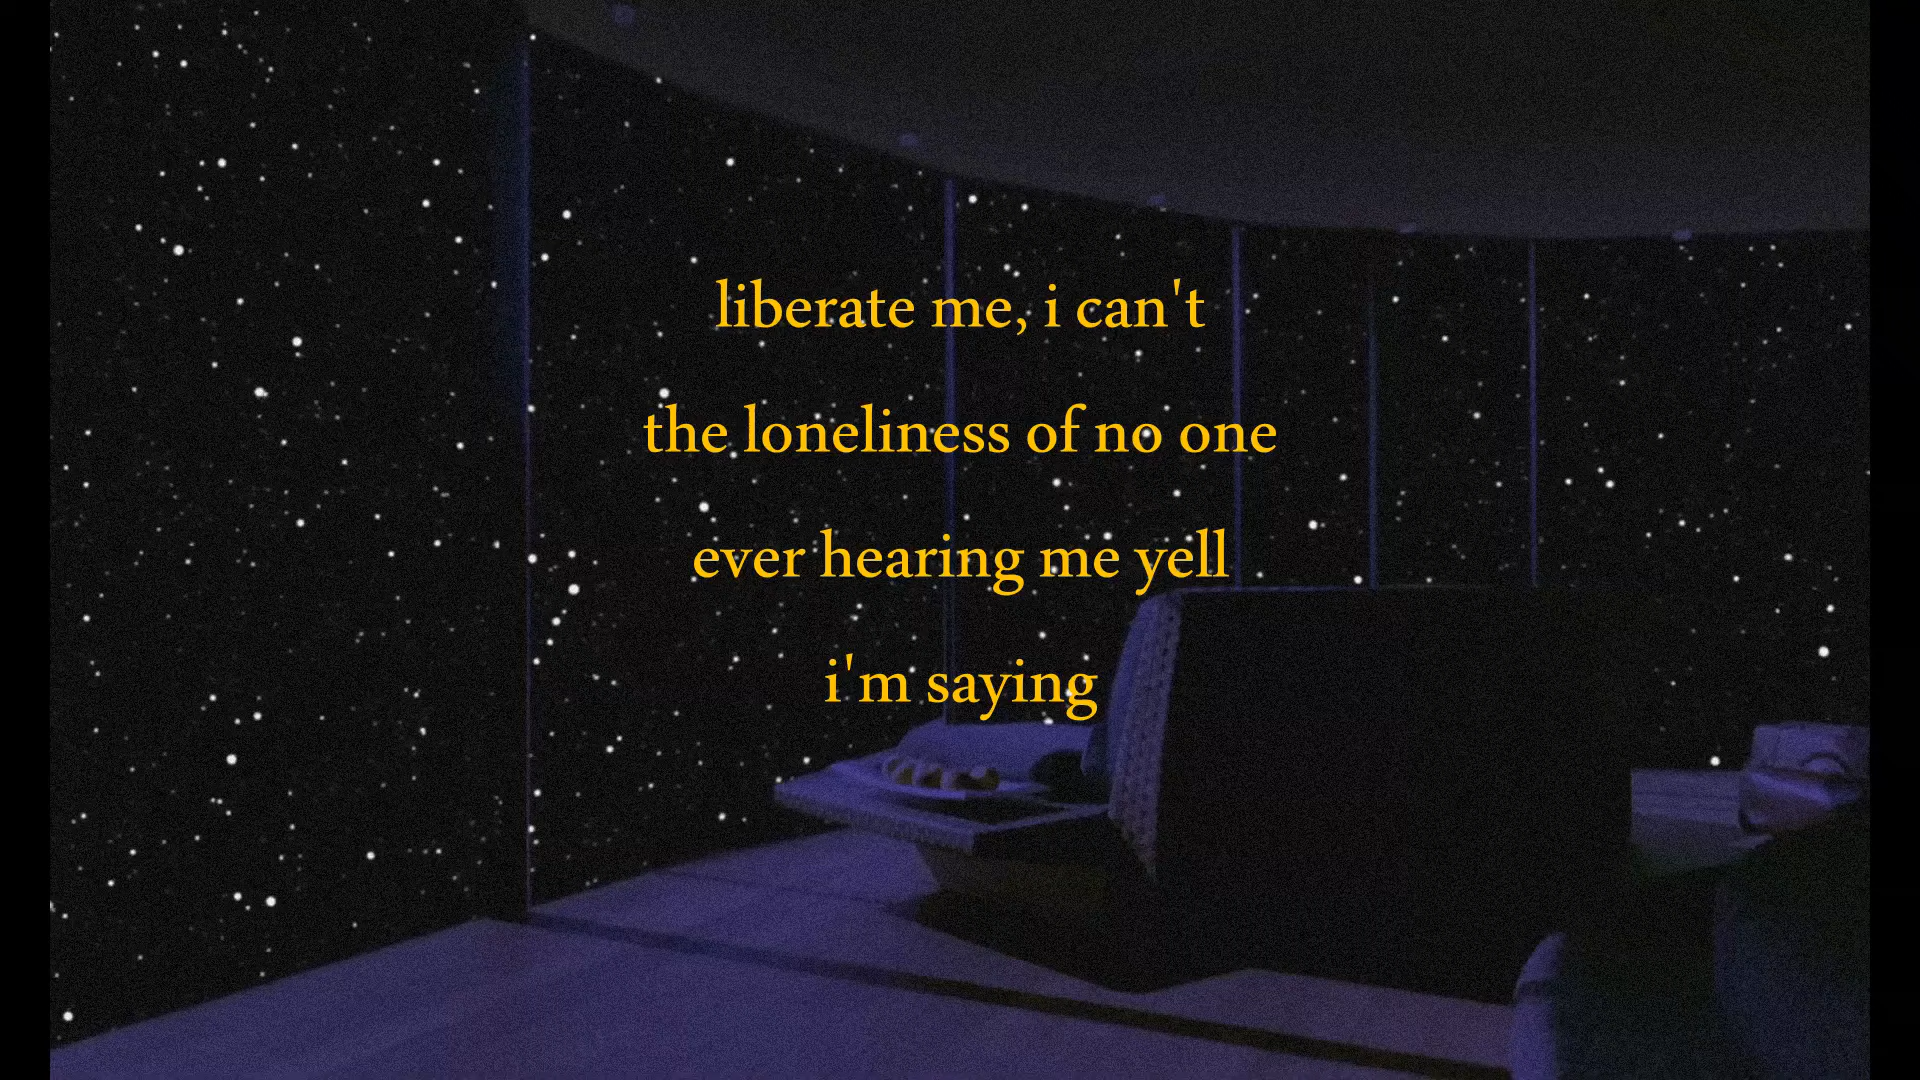 liberate me, i can't
the loneliness of no one
ever hearing me yell
i'm saying